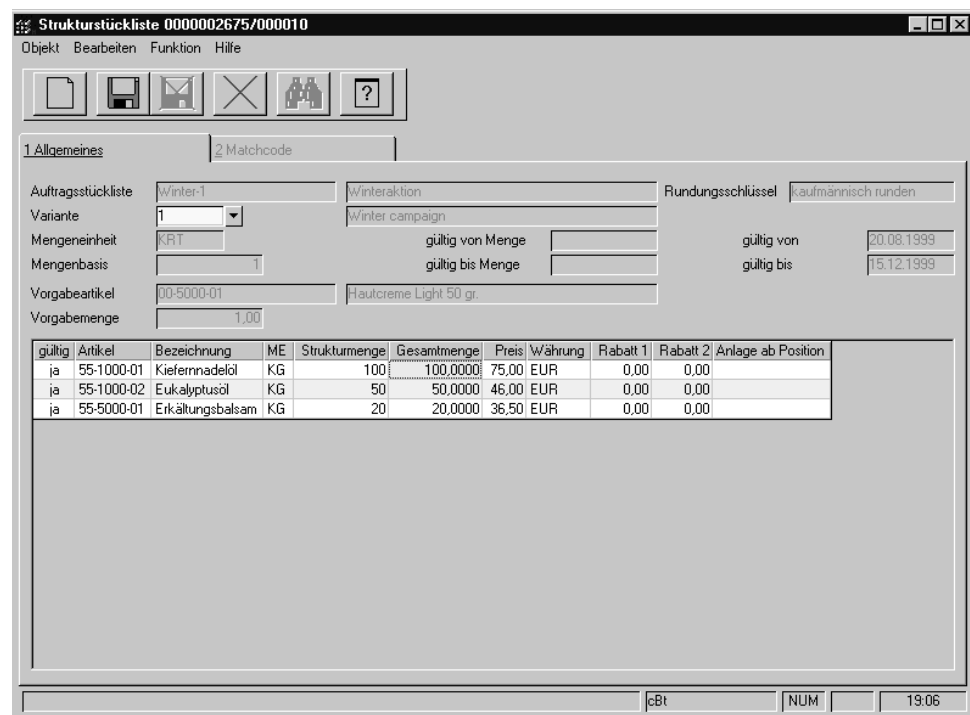 Strukturstückliste 0000002675/000010
Objekt Bearbeiten Funktion Hilfe
1 Allgemeines 2 Matchcode
Auftragsstückliste Winter-1 Winteraktion Rundungsschlüssel kaufmännisch runden
Variante 1 Winter campaign
Mengeneinheit KRT gültig von Menge gültig von 20.08.1999
Mengenbasis 1 gültig bis Menge gültig bis 15.12.1999
Vorgabeartikel 00-5000-01 Hautcreme Light 50 gr.
Vorgabemenge 1,00
gültig Artikel Bezeichnung ME Strukturmenge Gesamtmenge Preis Währung Rabatt 1 Rabatt 2 Anlage ab Position
ja 55-1000-01 Kiefernnadelöl KG 100 100,0000 75,00 EUR 0,00 0,00
ja 55-1000-02 Eukalyptusöl KG 50 50,0000 46,00 EUR 0,00 0,00
ja 55-5000-01 Erkältungsbalsam KG 20 20,0000 36,50 EUR 0,00 0,00
cBt NUM 19:06